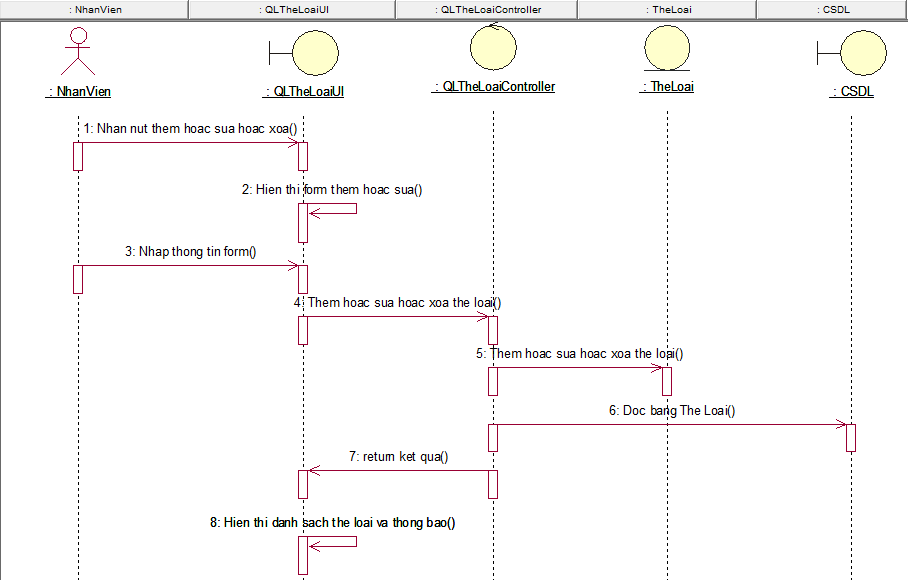 : NhanVien
: QLTheLoaiUI
: QLTheLoaiController
: TheLoai
: CSDL
: NhanVien
: QLTheLoaiUI
: QLTheLoaiController
: TheLoai
: CSDL
1: Nhan nut them hoac sua hoac xoa()
2: Hien thi form them hoac sua()
3: Nhap thong tin form()
4: Them hoac sua hoac xoa the loai()
5: Them hoac sua hoac xoa the loai()
6: Doc bang The Loai()
7: return ket qua()
8: Hien thi danh sach the loai va thong bao()